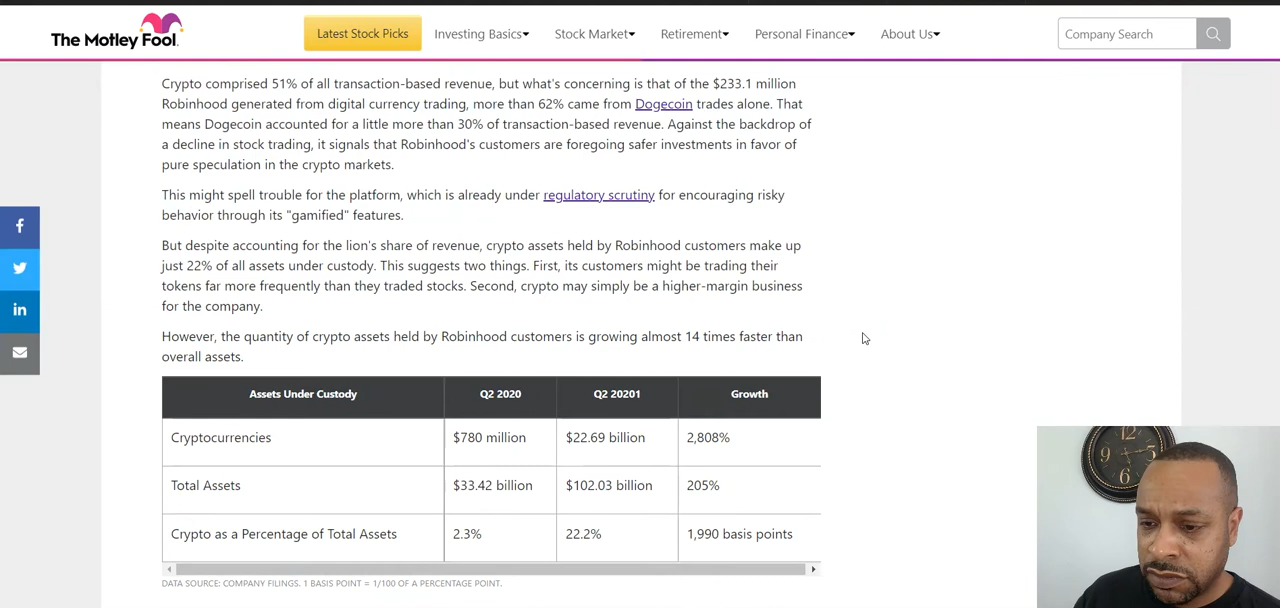 The Motley Fool.
Latest Stock Picks
Investing Basics
Stock Market
Retirement
Personal Finance
About Us
Company Search
Crypto comprised 51% of all transaction-based revenue, but what's concerning is that of the $233.1 million
Robinhood generated from digital currency trading, more than 62% came from Dogecoin trades alone. That
means Dogecoin accounted for a little more than 30% of transaction-based revenue. Against the backdrop of
a decline in stock trading, it signals that Robinhood's customers are foregoing safer investments in favor of
pure speculation in the crypto markets.
This might spell trouble for the platform, which is already under regulatory scrutiny for encouraging risky
behavior through its "gamified" features.
But despite accounting for the lion's share of revenue, crypto assets held by Robinhood customers make up
just 22% of all assets under custody. This suggests two things. First, its customers might be trading their
tokens far more frequently than they traded stocks. Second, crypto may simply be a higher-margin business
for the company.
However, the quantity of crypto assets held by Robinhood customers is growing almost 14 times faster than
overall assets.
Assets Under Custody Q2 2020 Q2 20201 Growth
Cryptocurrencies $780 million $22.69 billion 2,808%
Total Assets $33.42 billion $102.03 billion 205%
Crypto as a Percentage of Total Assets 2.3% 22.2% 1,990 basis points
DATA SOURCE: COMPANY FILINGS. 1 BASIS POINT = 1/100 OF A PERCENTAGE POINT.